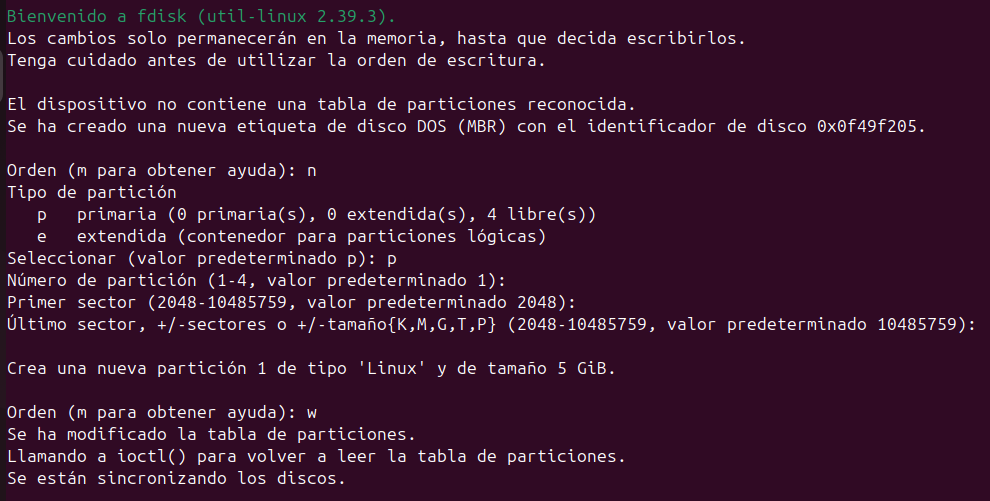 Bienvenido a fdisk (util-linux 2.39.3).
Los cambios solo permanecerán en la memoria, hasta que decida escribirlos.
Tenga cuidado antes de utilizar la orden de escritura.

El dispositivo no contiene una tabla de particiones reconocida.
Se ha creado una nueva etiqueta de disco DOS (MBR) con el identificador de disco 0x0f49f205.

Orden (m para obtener ayuda): n
Tipo de partición
   p   primaria (0 primaria(s), 0 extendida(s), 4 libre(s))
   e   extendida (contenedor para particiones lógicas)
Seleccionar (valor predeterminado p): p
Número de partición (1-4, valor predeterminado 1):
Primer sector (2048-10485759, valor predeterminado 2048):
Último sector, +/-sectores o +/-tamaño{K,M,G,T,P} (2048-10485759, valor predeterminado 10485759):

Crea una nueva partición 1 de tipo 'Linux' y de tamaño 5 GiB.

Orden (m para obtener ayuda): w
Se ha modificado la tabla de particiones.
Llamando a ioctl() para volver a leer la tabla de particiones.
Se están sincronizando los discos.